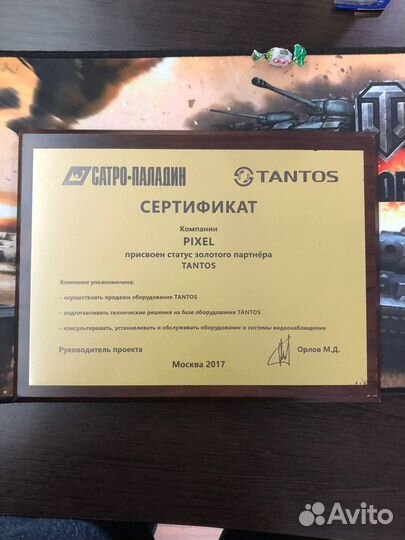 САТРО-ПАЛАДИН TANTOS
СЕРТИФИКАТ
Компании
PIXEL
присвоен статус золотого партнёра
TANTOS
Компания уполномочена:
- осуществлять продажи оборудования TANTOS
- подготавливать технические решения на базе оборудования TANTOS
- консультировать, устанавливать и обслуживать оборудование и системы видеонаблюдения
Руководитель проекта Орлов М.Д.
Москва 2017
Avito